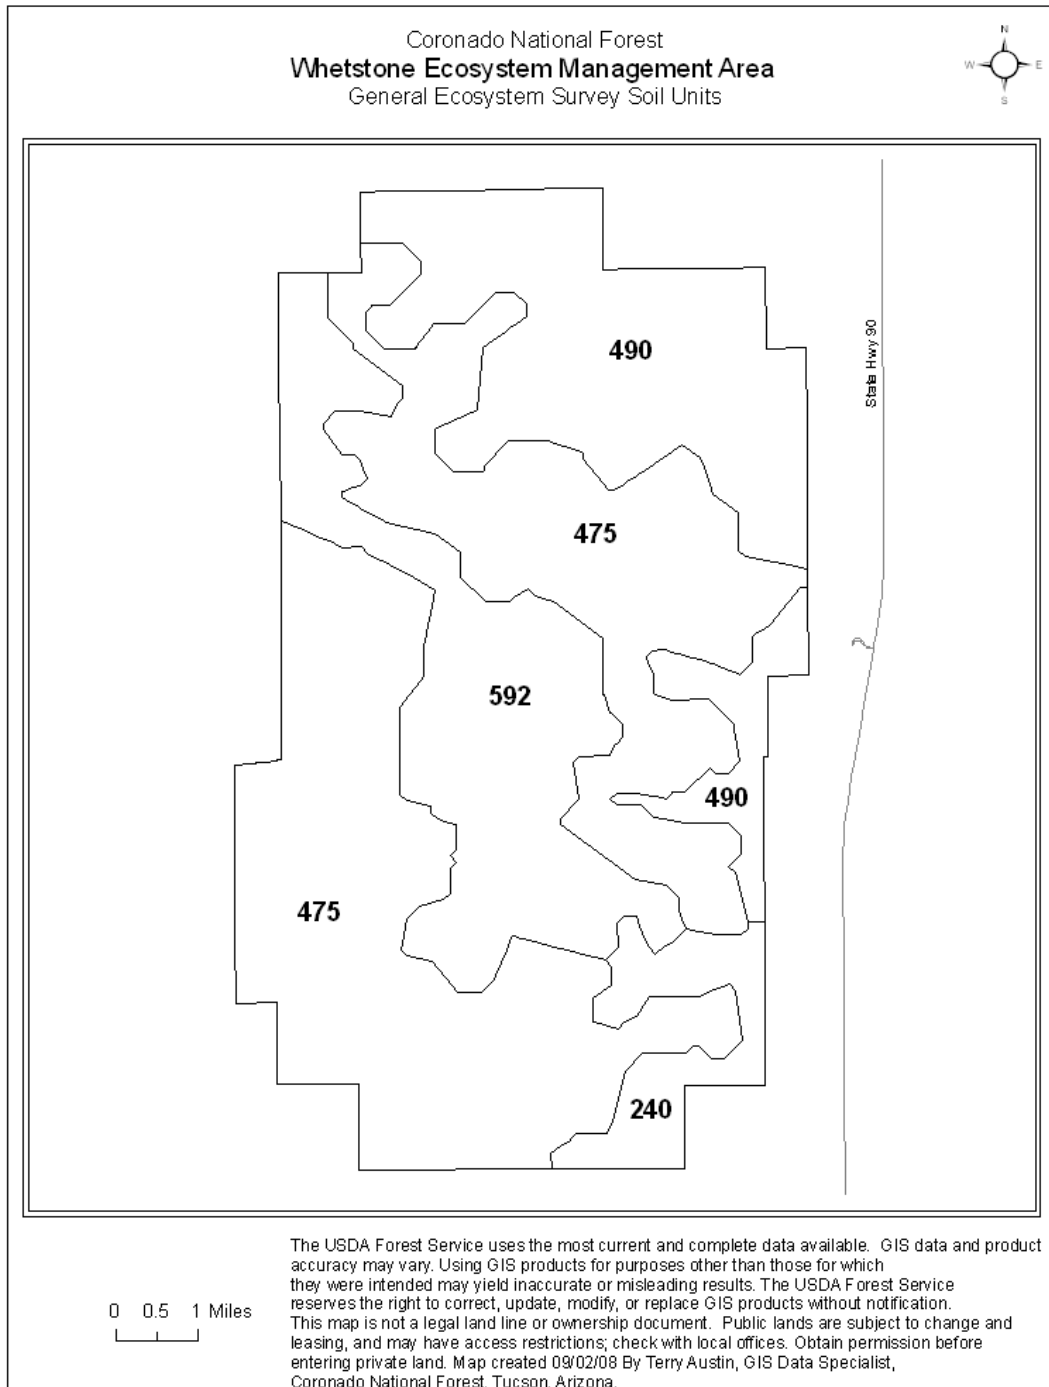 Coronado National Forest
Whetstone Ecosystem Management Area
General Ecosystem Survey Soil Units
N
W E
S
State Hwy 90
490
475
592
490
475
240
0 0.5 1 Miles
The USDA Forest Service uses the most current and complete data available. GIS data and product
accuracy may vary. Using GIS products for purposes other than those for which
they were intended may yield inaccurate or misleading results. The USDA Forest Service
reserves the right to correct, update, modify, or replace GIS products without notification.
This map is not a legal land line or ownership document. Public lands are subject to change and
leasing, and may have access restrictions; check with local offices. Obtain permission before
entering private land. Map created 09/02/08 By Terry Austin, GIS Data Specialist,
Coronado National Forest, Tucson, Arizona.